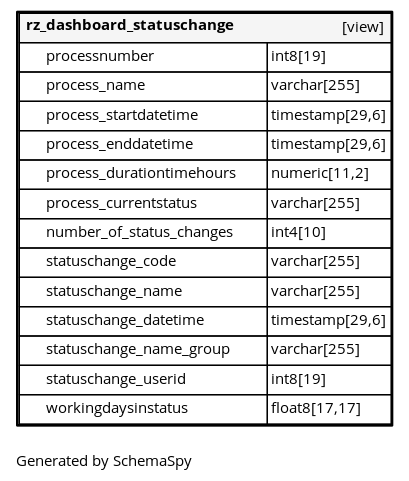 rz_dashboard_statuschange [view]
processnumber int8[19]
process_name varchar[255]
process_startdatetime timestamp[29,6]
process_enddatetime timestamp[29,6]
process_durationtimehours numeric[11,2]
process_currentstatus varchar[255]
number_of_status_changes int4[10]
statuschange_code varchar[255]
statuschange_name varchar[255]
statuschange_datetime timestamp[29,6]
statuschange_name_group varchar[255]
statuschange_userid int8[19]
workingdaysinstatus float8[17,17]
Generated by SchemaSpy